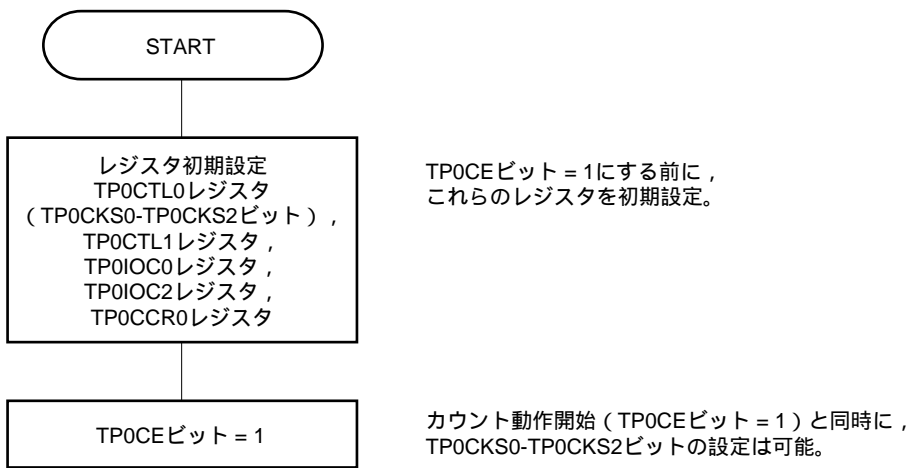 START
レジスタ初期設定
TP0CTL0レジスタ
（TP0CKS0-TP0CKS2ビット），
TP0CTL1レジスタ，
TP0IOC0レジスタ，
TP0IOC2レジスタ，
TP0CCR0レジスタ
TP0CEビット = 1にする前に，
これらのレジスタを初期設定。
TP0CEビット = 1
カウント動作開始（TP0CEビット = 1）と同時に，
TP0CKS0-TP0CKS2ビットの設定は可能。